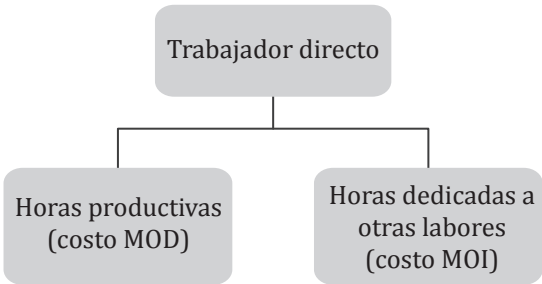 Trabajador directo
Horas productivas
(costo MOD)
Horas dedicadas a
otras labores
(costo MOI)